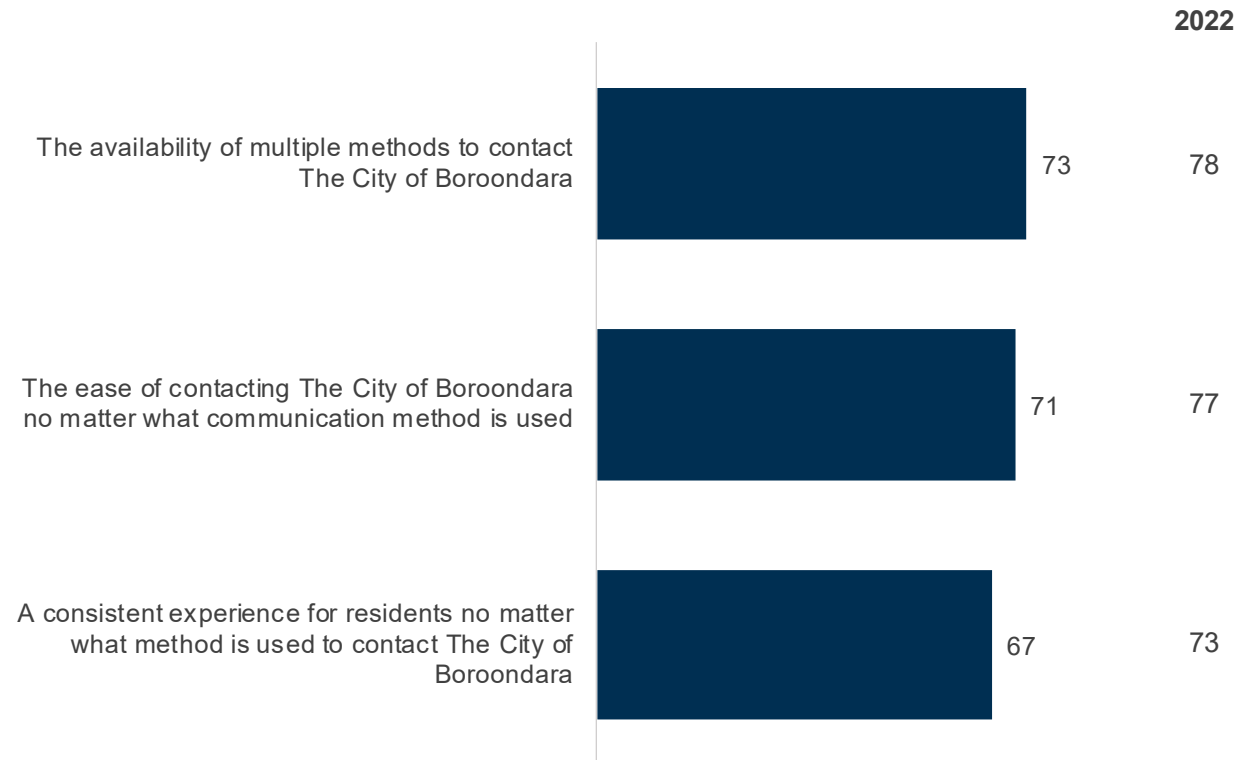 2022
The availability of multiple methods to contact
The City of Boroondara
73
78
The ease of contacting The City of Boroondara
no matter what communication method is used
71
77
A consistent experience for residents no matter
what method is used to contact The City of
Boroondara
67
73